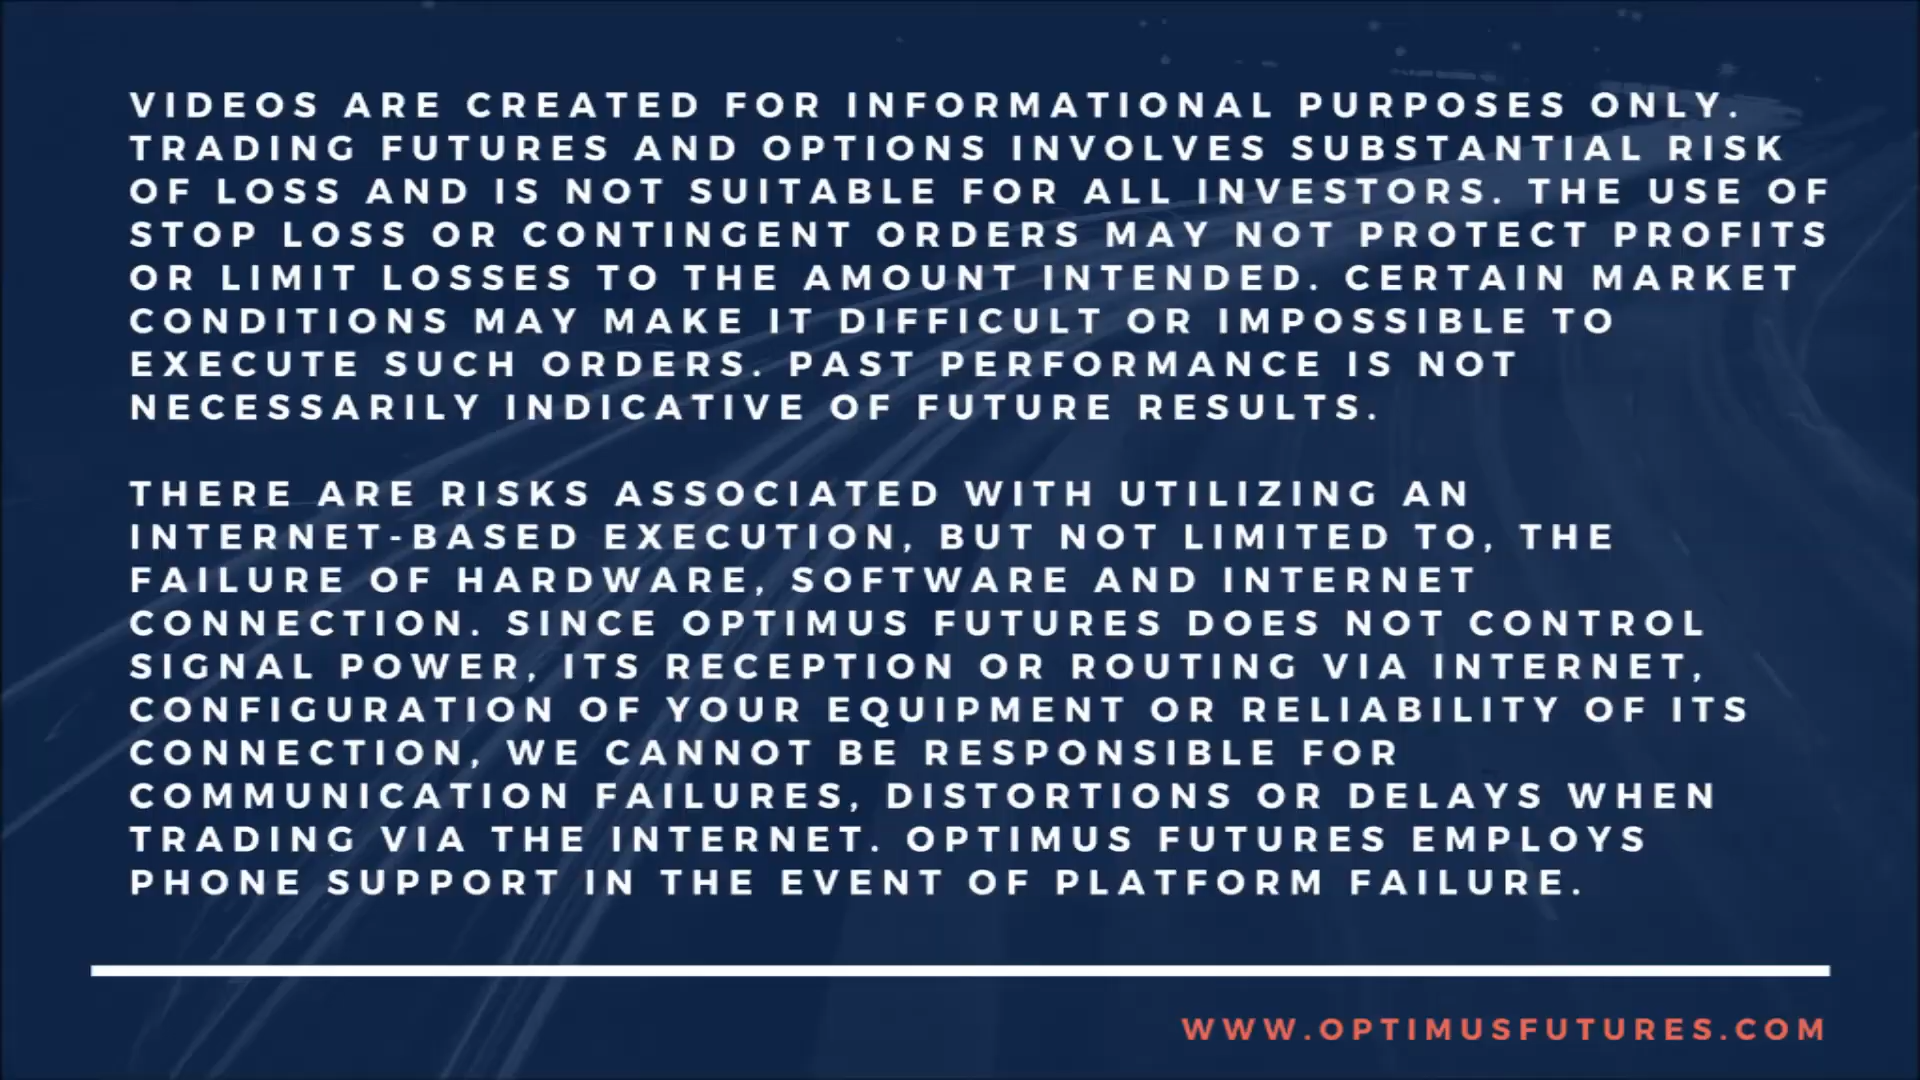 VIDEOS ARE CREATED FOR INFORMATIONAL PURPOSES ONLY.
TRADING FUTURES AND OPTIONS INVOLVES SUBSTANTIAL RISK
OF LOSS AND IS NOT SUITABLE FOR ALL INVESTORS. THE USE OF
STOP LOSS OR CONTINGENT ORDERS MAY NOT PROTECT PROFITS
OR LIMIT LOSSES TO THE AMOUNT INTENDED. CERTAIN MARKET
CONDITIONS MAY MAKE IT DIFFICULT OR IMPOSSIBLE TO
EXECUTE SUCH ORDERS. PAST PERFORMANCE IS NOT
NECESSARILY INDICATIVE OF FUTURE RESULTS.
THERE ARE RISKS ASSOCIATED WITH UTILIZING AN
INTERNET-BASED EXECUTION, BUT NOT LIMITED TO, THE
FAILURE OF HARDWARE, SOFTWARE AND INTERNET
CONNECTION. SINCE OPTIMUS FUTURES DOES NOT CONTROL
SIGNAL POWER, ITS RECEPTION OR ROUTING VIA INTERNET,
CONFIGURATION OF YOUR EQUIPMENT OR RELIABILITY OF ITS
CONNECTION, WE CANNOT BE RESPONSIBLE FOR
COMMUNICATION FAILURES, DISTORTIONS OR DELAYS WHEN
TRADING VIA THE INTERNET. OPTIMUS FUTURES EMPLOYS
PHONE SUPPORT IN THE EVENT OF PLATFORM FAILURE.
WWW.OPTIMUSFUTURES.COM